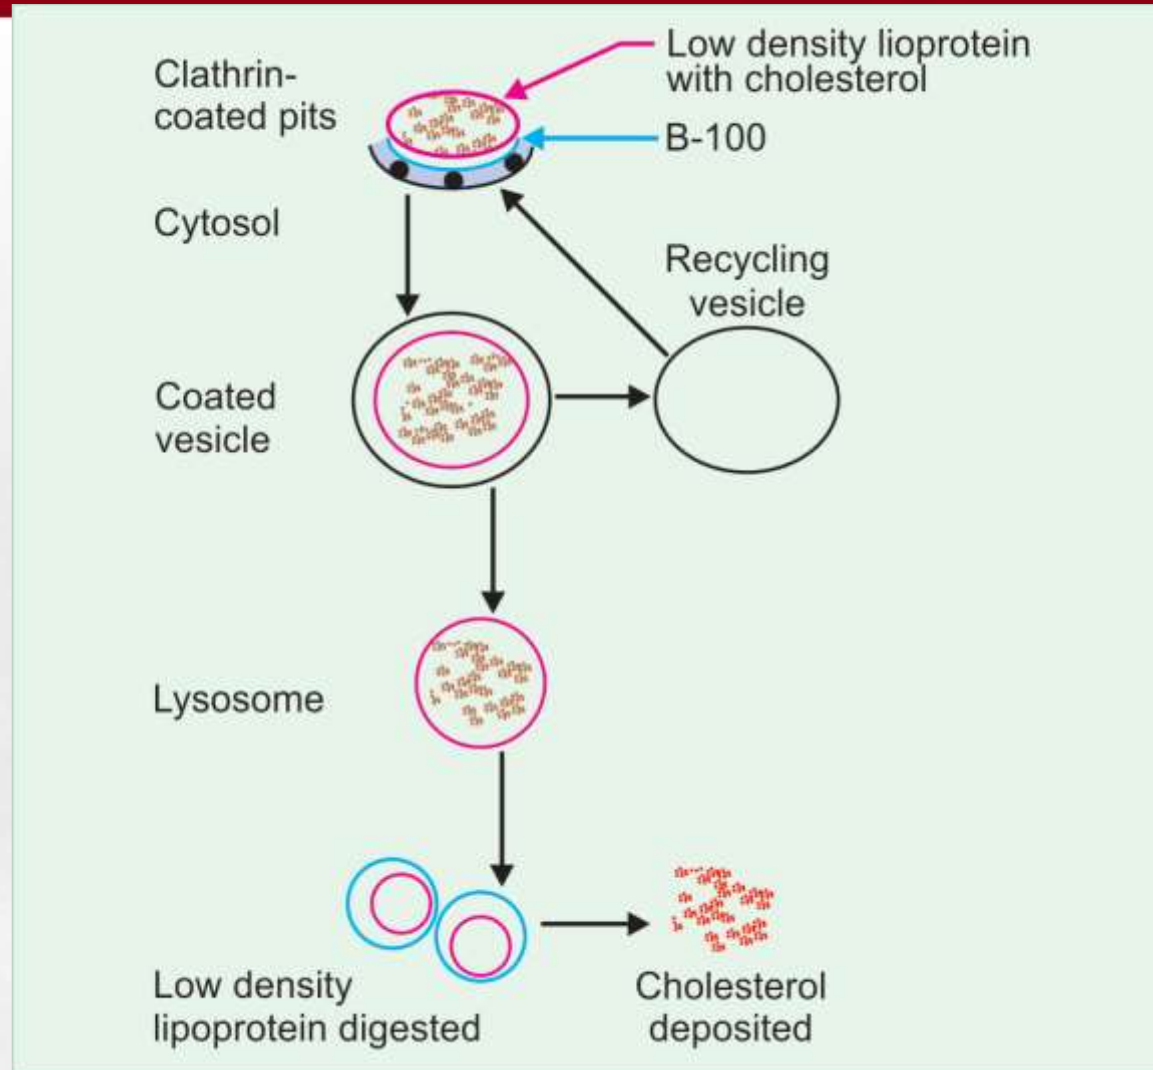 Low density lioprotein
with cholesterol
Clathrin-
coated pits
B-100
Cytosol
Recycling
vesicle
Coated
vesicle
Lysosome
Low density
lipoprotein digested
Cholesterol
deposited